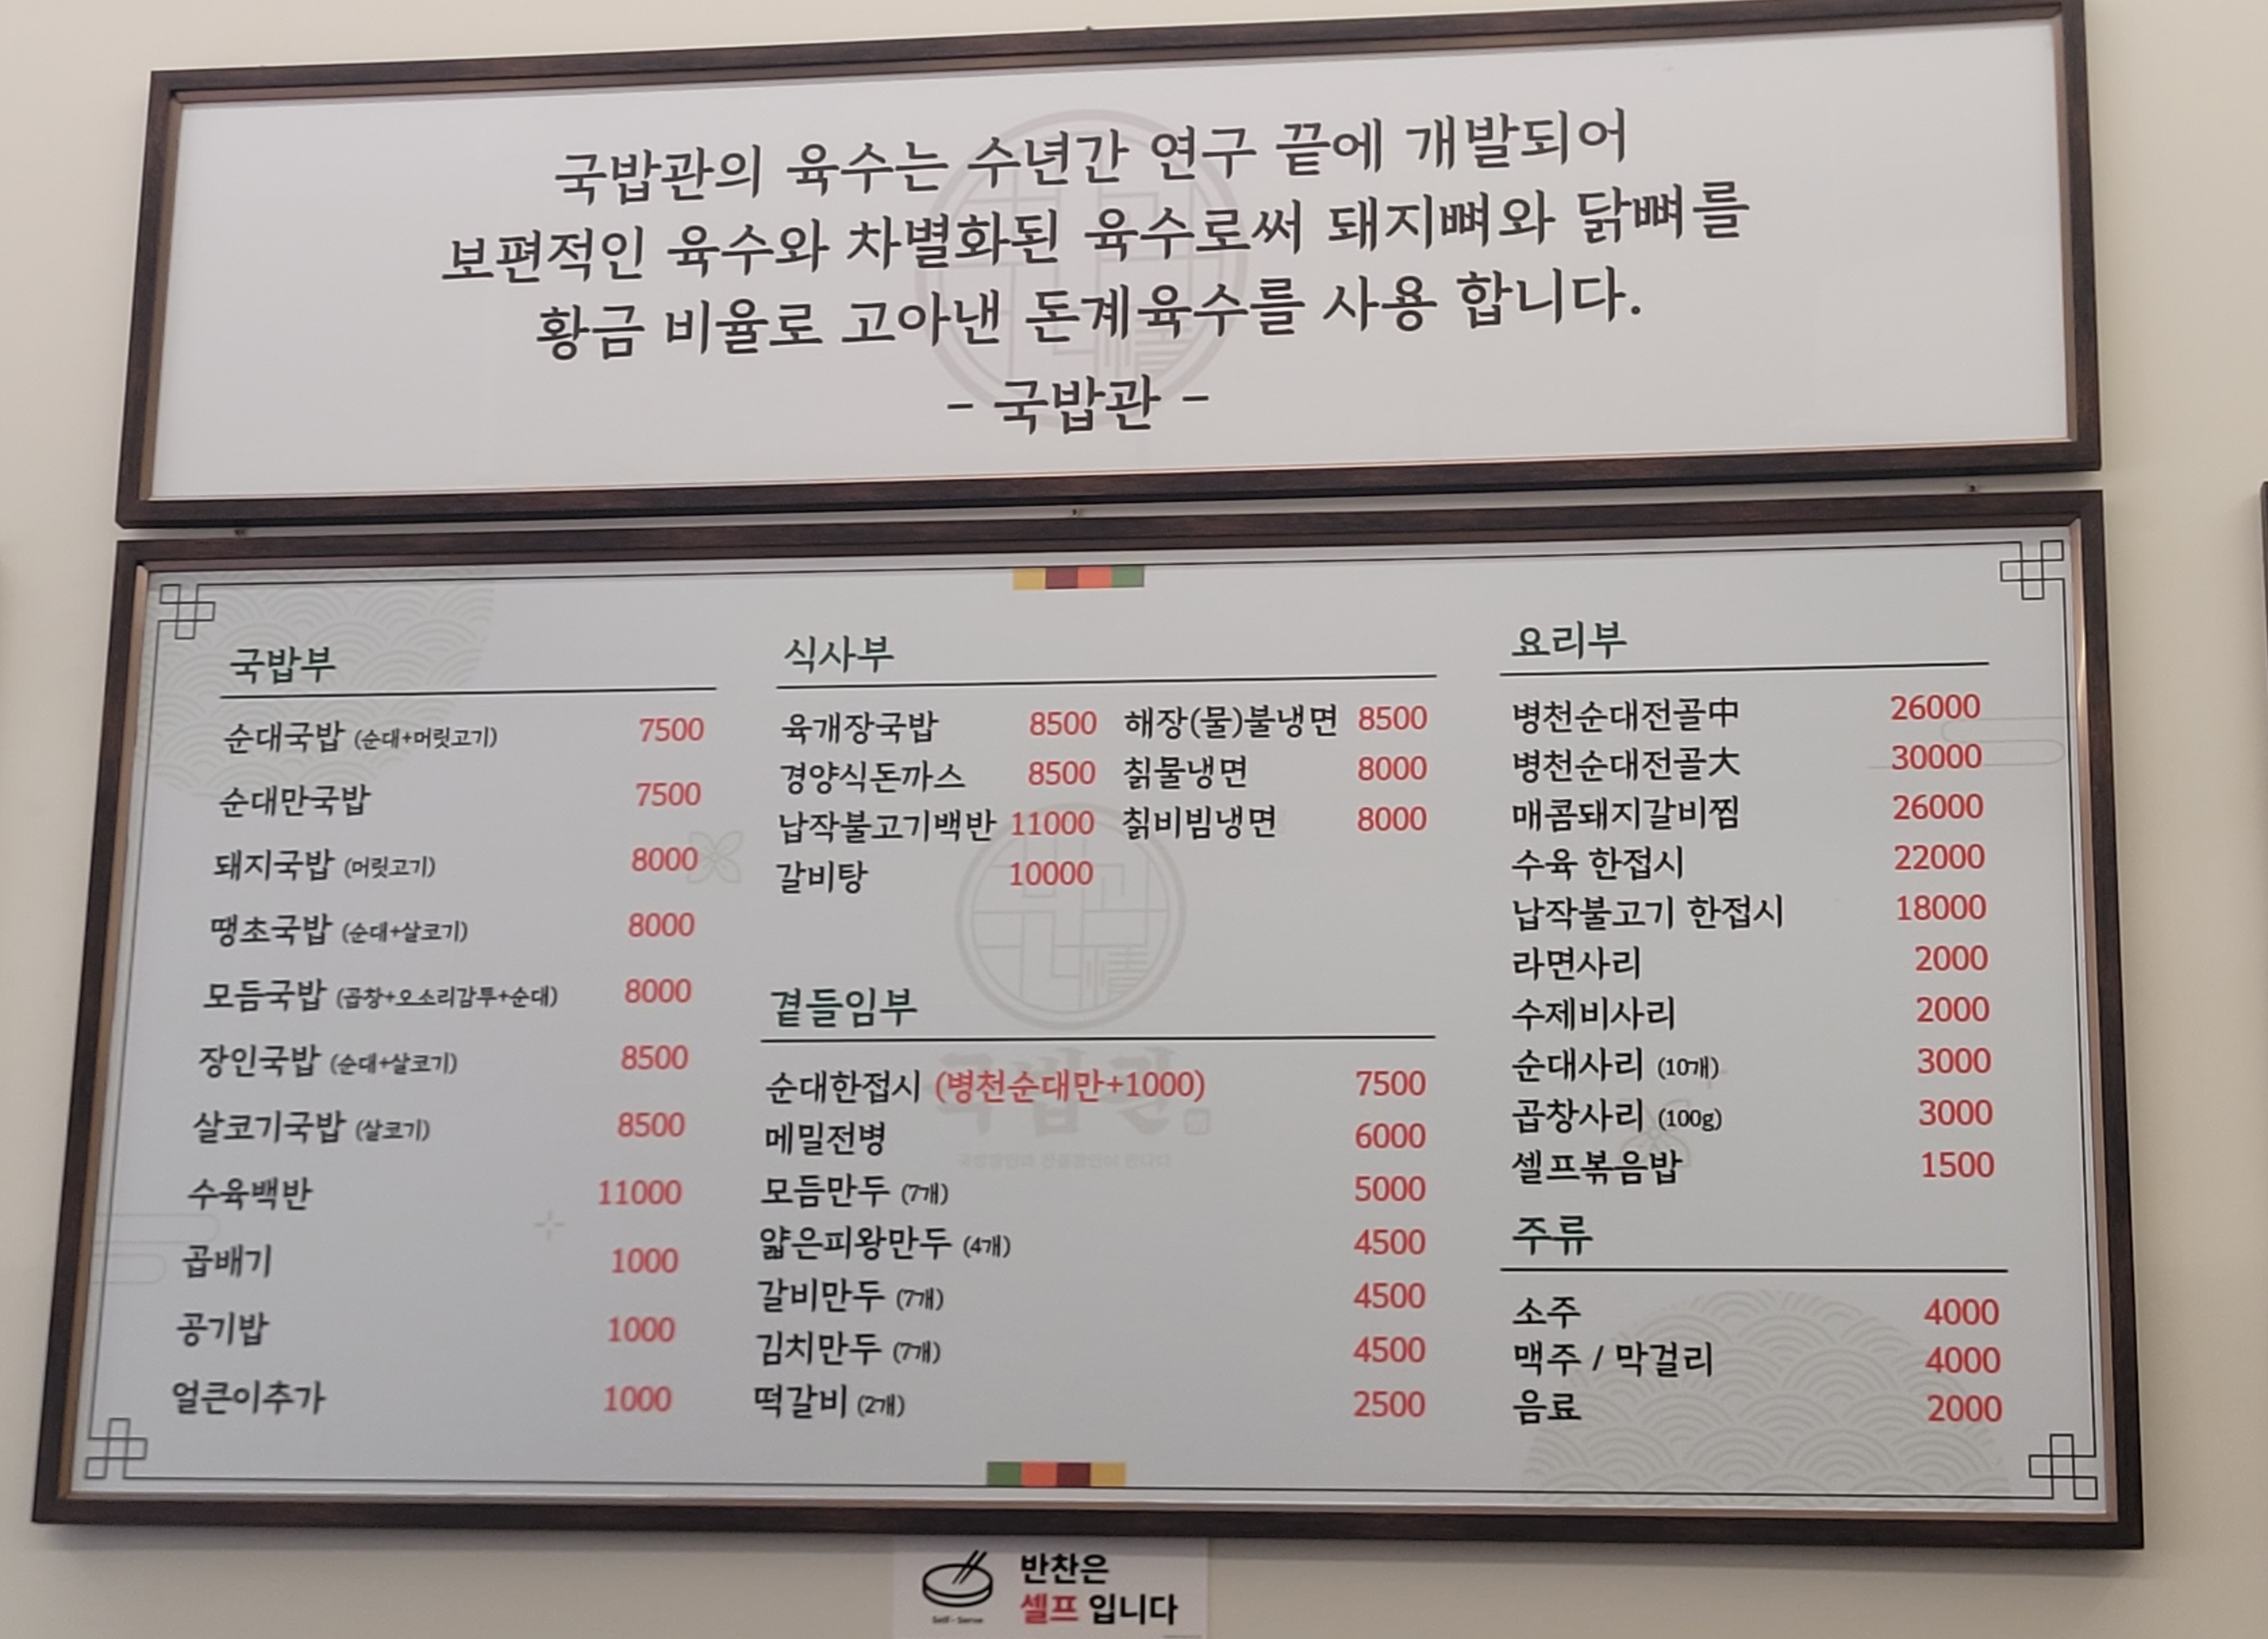 국밥관의 육수는 수년간 연구 끝에 개발되어
보편적인 육수와 차별화된 육수로써 돼지뼈와 닭뼈를
황금 비율로 고아낸 돈계육수를 사용 합니다.
- 국밥관 -
국밥부
순대국밥 (순대+머릿고기) 7500
순대만국밥 7500
돼지국밥 (머릿고기) 8000
땡초국밥 (순대+살코기) 8000
모듬국밥 (곱창+오소리감투+순대) 8000
장인국밥 (순대+살코기) 8500
살코기국밥 (살코기) 8500
수육백반 11000
곱배기 1000
공기밥 1000
얼큰이추가 1000
식사부
육개장국밥 8500 해장(물)불냉면 8500
경양식돈까스 8500 칡물냉면 8000
납작불고기백반 11000 칡비빔냉면 8000
갈비탕 10000
곁들임부
순대한접시 (병천순대만+1000) 7500
메밀전병 6000
모듬만두 (7개) 5000
얇은피왕만두 (4개) 4500
갈비만두 (7개) 4500
김치만두 (7개) 4500
떡갈비 (2개) 2500
요리부
병천순대전골中 26000
병천순대전골大 30000
매콤돼지갈비찜 26000
수육 한접시 22000
납작불고기 한접시 18000
라면사리 2000
수제비사리 2000
순대사리 (10개) 3000
곱창사리 (100g) 3000
셀프볶음밥 1500
주류
소주 4000
맥주 / 막걸리 4000
음료 2000
국밥관
반찬은
셀프 입니다
Self - Serve